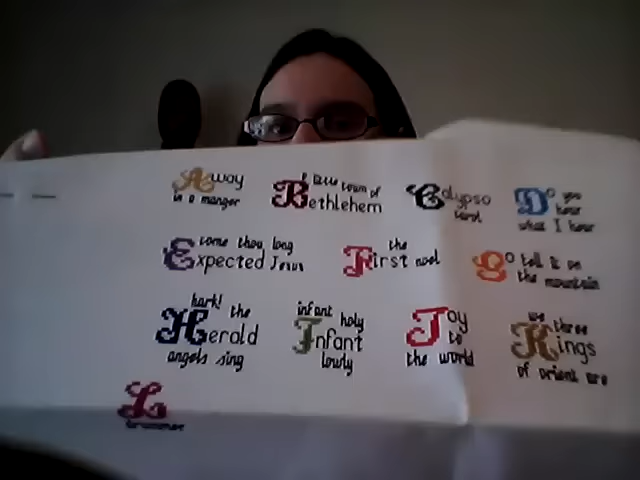 Away
in a manger
O little town of
Bethlehem
Calypso
Carol
Do you
hear
what I hear
come thou long
Expected Jesus
the
First noel
Go tell it on
the mountain
hark! the
Herald
angels sing
infant holy
Infant
lowly
Joy
to
the world
we three
Kings
of orient are
L